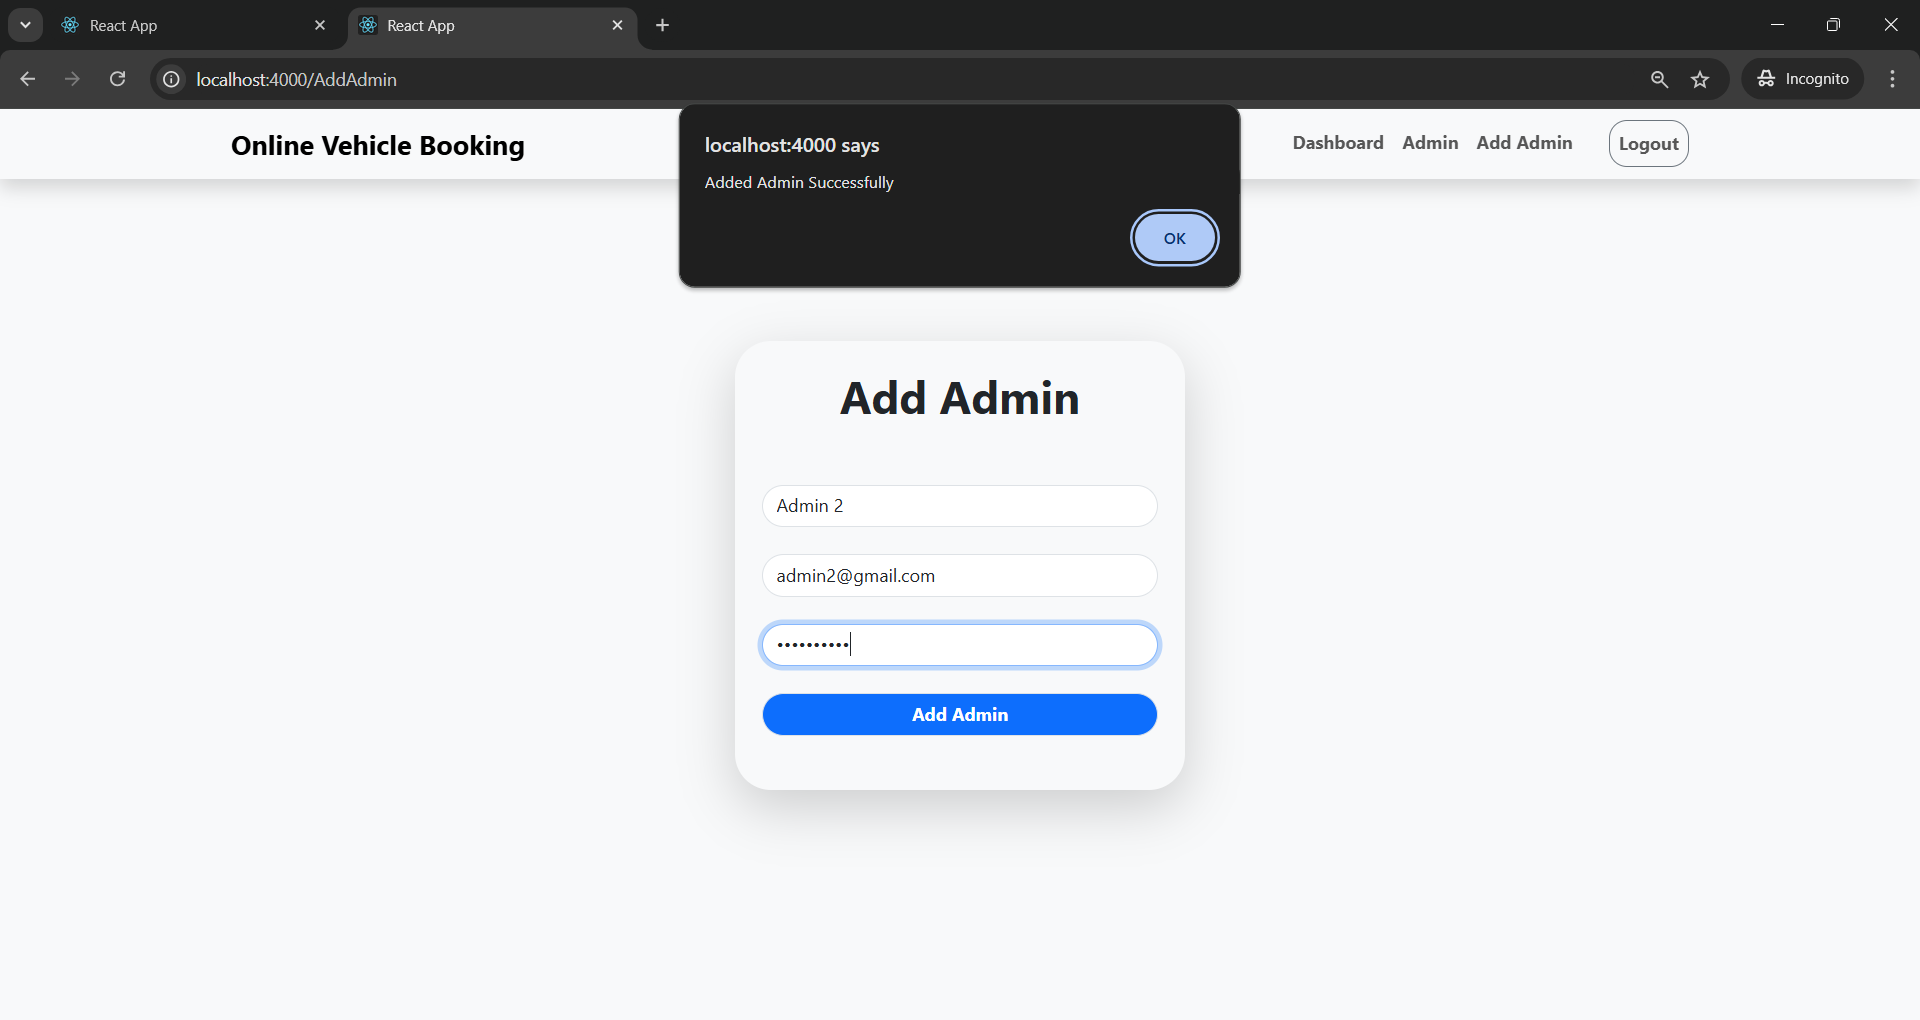 React App
React App
localhost:4000/AddAdmin
Incognito
Online Vehicle Booking
Dashboard
Admin
Add Admin
Logout
localhost:4000 says
Added Admin Successfully
OK
Add Admin
Admin 2
admin2@gmail.com
••••••••••
Add Admin